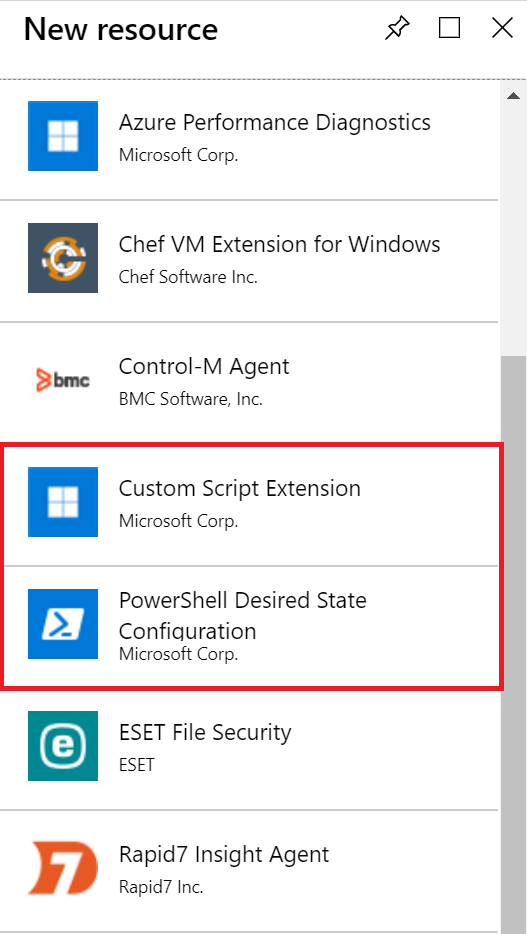 New resource
Azure Performance Diagnostics
Microsoft Corp.
Chef VM Extension for Windows
Chef Software Inc.
bmc
Control-M Agent
BMC Software, Inc.
Custom Script Extension
Microsoft Corp.
PowerShell Desired State
Configuration
Microsoft Corp.
e
ESET File Security
ESET
7
Rapid7 Insight Agent
Rapid7 Inc.